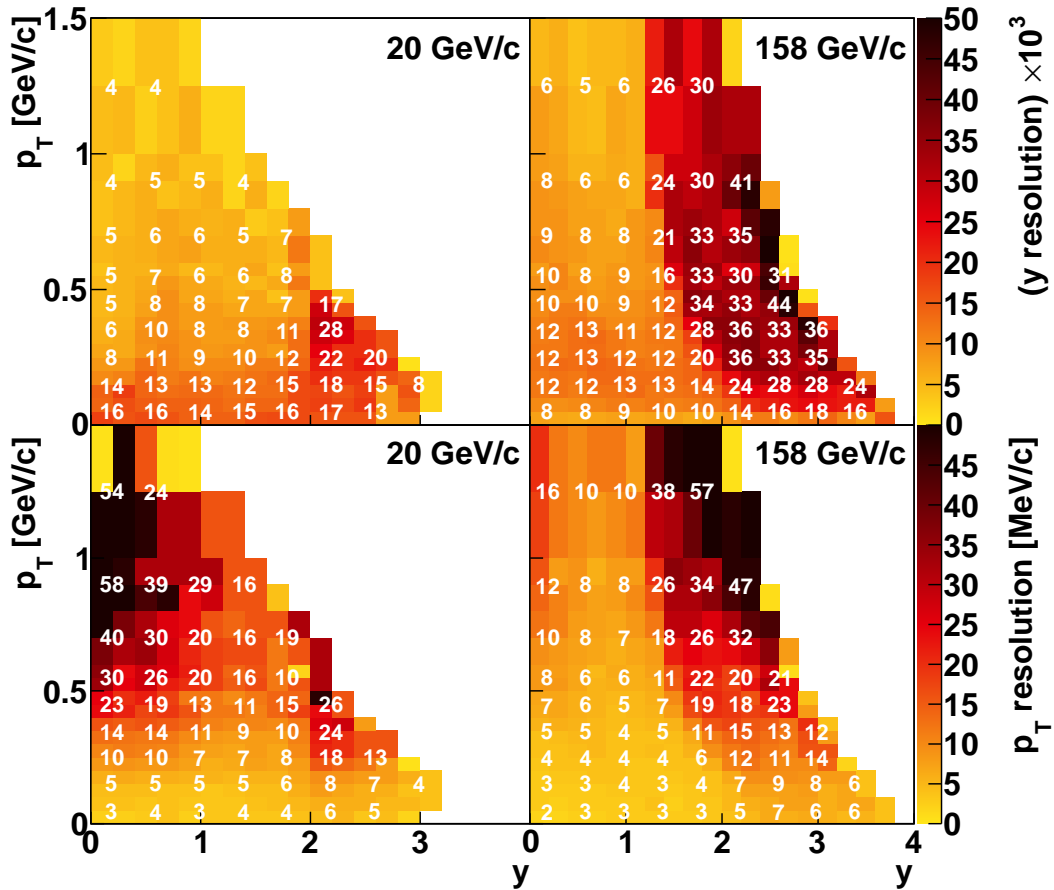 1.5
20 GeV/c
158 GeV/c
50
4 4
6 5 6 26 30
45
40
1
4 5 5 4
8 6 6 24 30 41
35
30
5 6 6 5 7
9 8 8 21 33 35
25
5 7 6 6 8
10 8 9 16 33 30 31
20
0.5
5 8 8 7 7 17
10 10 9 12 34 33 44
15
6 10 8 8 11 28
12 13 11 12 28 36 33 36
10
8 11 9 10 12 22 20
12 13 12 12 20 36 33 35
14 13 13 12 15 18 15 8
12 12 13 13 14 24 28 28 24
5
16 16 14 15 16 17 13
8 8 9 10 10 14 16 18 16
0
0
p_T [GeV/c]
(y resolution) ×10³
20 GeV/c
158 GeV/c
45
54 24
16 10 10 38 57
40
35
1
58 39 29 16
12 8 8 26 34 47
30
40 30 20 16 19
10 8 7 18 26 32
25
30 26 20 16 10
8 6 6 11 22 20 21
20
0.5
23 19 13 11 15 26
7 6 5 7 19 18 23
15
14 14 11 9 10 24
5 5 4 5 11 15 13 12
10
10 10 7 7 8 18 13
4 4 4 4 6 12 11 14
5 5 5 5 6 8 7 4
3 3 4 3 4 7 9 8 6
5
3 4 3 4 4 6 5
2 3 3 3 3 5 7 6 6
0
0
p_T [GeV/c]
p_T resolution [MeV/c]
0 1 2 3
0 1 2 3 4
y
y